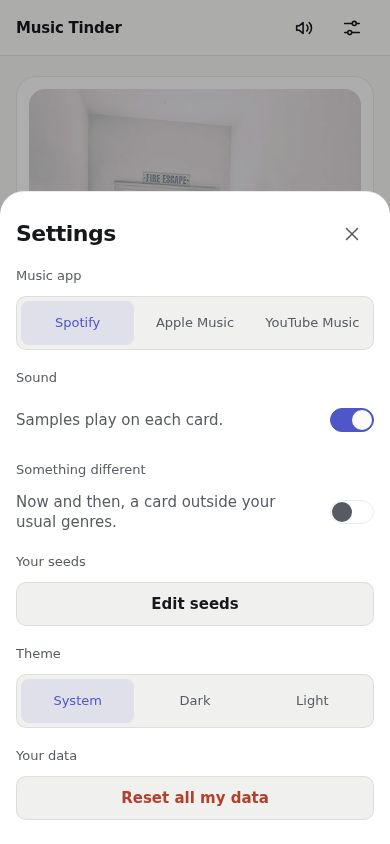 Music Tinder
FIRE ESCAPE
Settings
Music app
Spotify
Apple Music
YouTube Music
Sound
Samples play on each card.
Something different
Now and then, a card outside your
usual genres.
Your seeds
Edit seeds
Theme
System
Dark
Light
Your data
Reset all my data